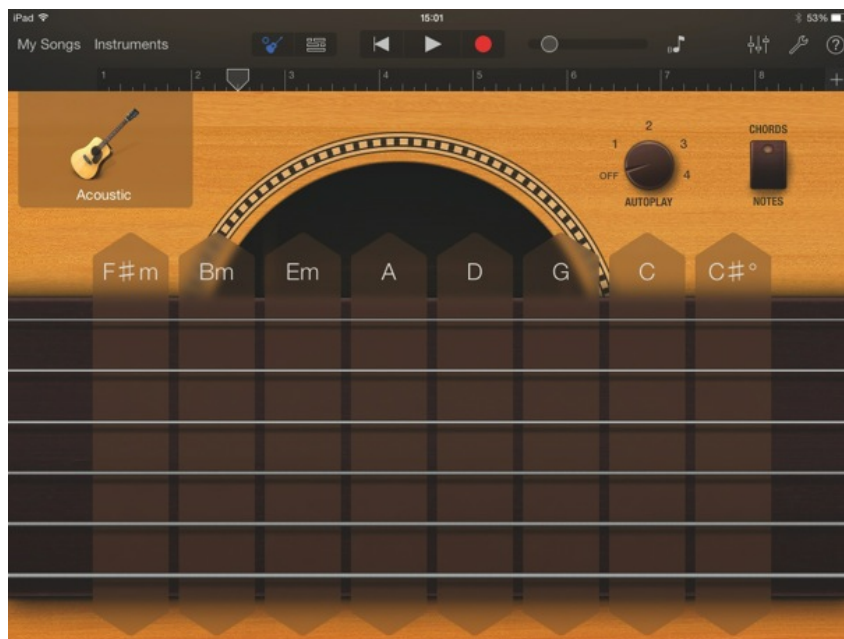 iPad 15:01 53%
My Songs Instruments
1 2 3 4 5 6 7 8 +
2
CHORDS
1 3
OFF 4
Acoustic
AUTOPLAY NOTES
F♯m Bm Em A D G C C♯°